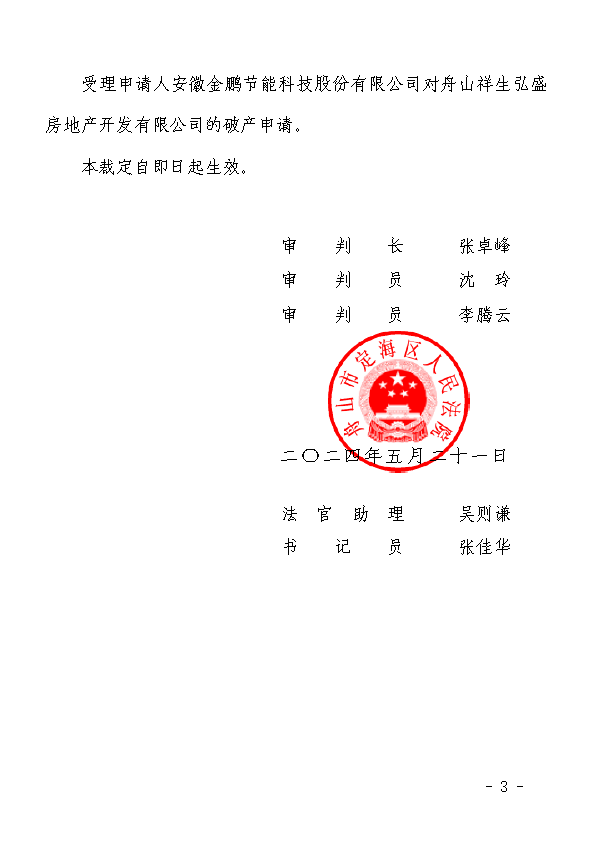 受理申请人安徽金鹏节能科技股份有限公司对舟山祥生弘盛
房地产开发有限公司的破产申请。
本裁定自即日起生效。
审 判 长 张卓峰
审 判 员 沈 玲
审 判 员 李腾云
舟山市定海区人民法院
二〇二四年五月二十一日
法 官 助 理 吴则谦
书 记 员 张佳华
- 3 -